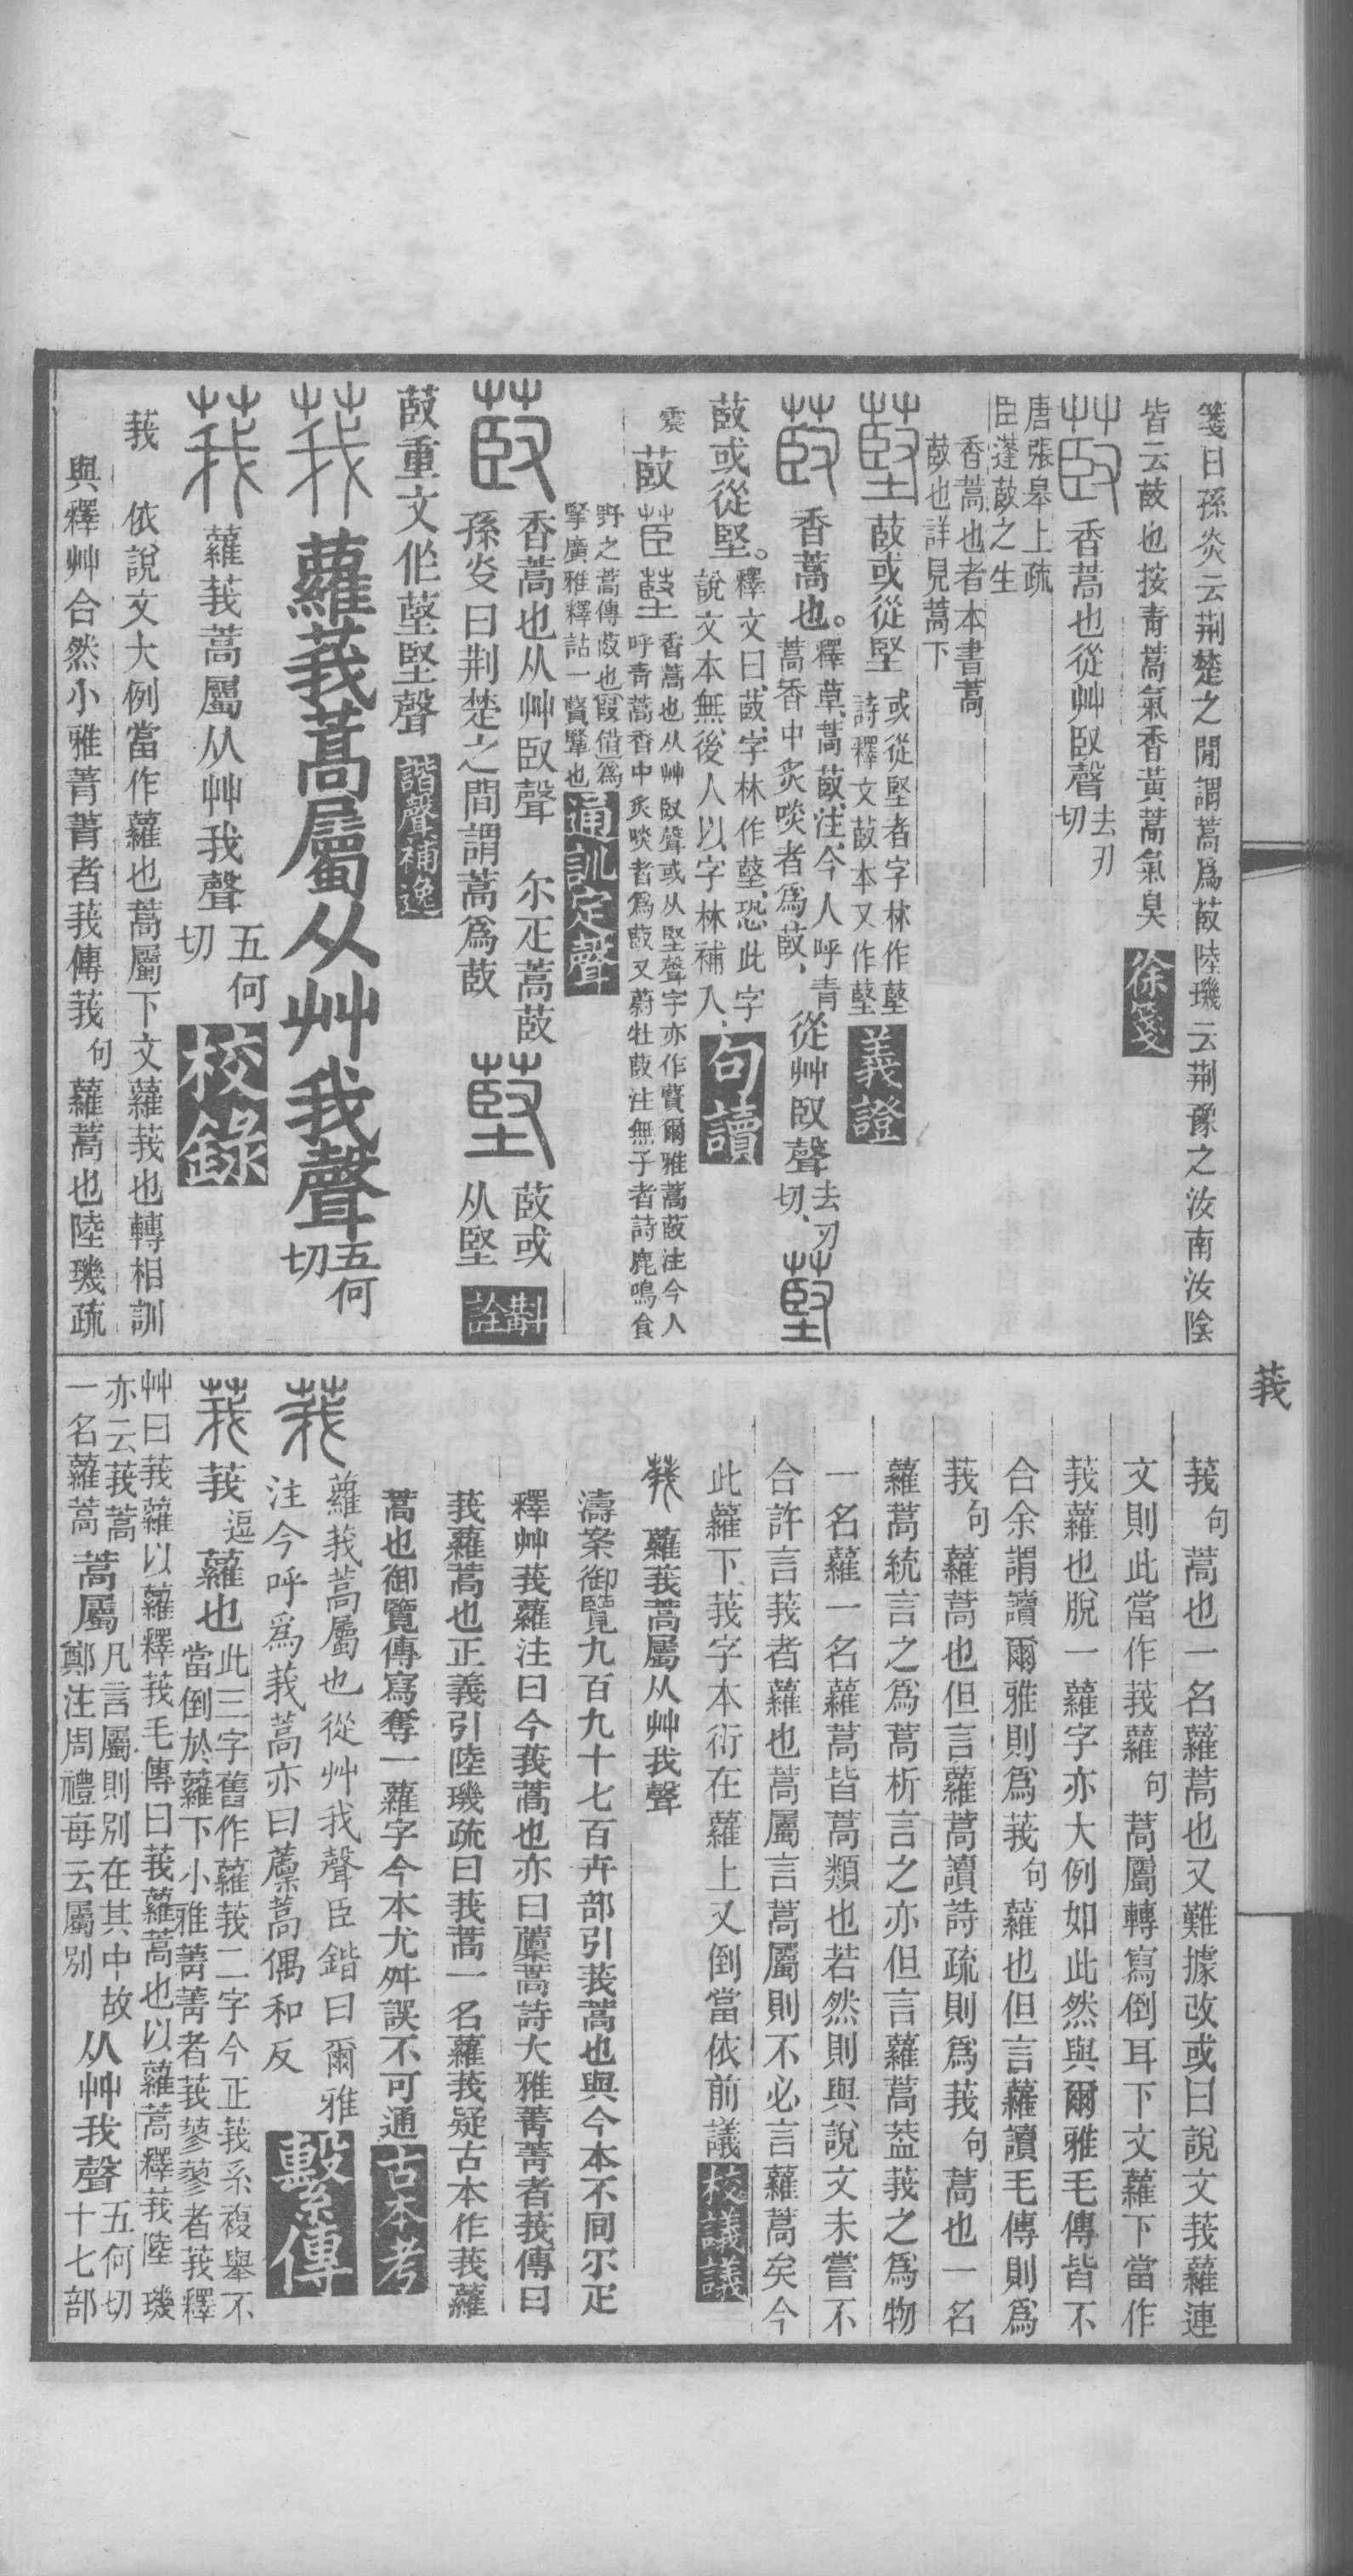 箋曰孫炎云荆楚之閒謂蒿爲菣陸璣云荆豫之汝南汝陰
皆云菣也按青蒿氣香黃蒿氣臭 徐箋
菣 香蒿也從艸臤聲 去刃切
唐張皋上疏
臣蓬菣之生
香蒿也者本書蒿
菣也詳見蒿下
䕙 菣或從堅 或從堅者字林作䕙
詩釋文菣本又作䕙 義證
菣 香蒿也。釋草、蒿菣、注、今人呼青
蒿香中炙啖者爲菣、從艸臤聲 去刃切、 䕙
菣或從堅。釋文曰、菣、字林作䕙、恐此字
說文本無、後人以字林補入、 句讀
震 菣 䕙 香蒿也从艸臤聲或从堅聲字亦作藖爾雅蒿菣注今人
呼青蒿香中炙啖者爲菣又蔚牡菣注無子者詩鹿鳴食
野之蒿傳菣也 假借 爲
掔廣雅釋詁一 也 通訓定聲
菣 香蒿也从艸臤聲 尔疋蒿菣
孫炎曰荆楚之間謂蒿爲菣 䕙 菣或
从堅 斠詮
菣重文作䕙堅聲 諧聲補逸
莪 蘿莪蒿屬从艸我聲 五何切
莪 蘿莪蒿屬从艸我聲 五何切 校錄
莪 依說文大例當作蘿也蒿屬下文蘿莪也轉相訓
與釋艸合然小雅菁菁者莪傳莪句蘿蒿也陸璣疏
莪
莪句蒿也一名蘿蒿也又難據改或曰說文莪蘿連
文則此當作莪蘿句蒿屬轉寫倒耳下文蘿下當作
莪蘿也脫一蘿字亦大例如此然與爾雅毛傳皆不
合余謂讀爾雅則爲莪句蘿也但言蘿讀毛傳則爲
莪句蘿蒿也但言蘿蒿讀詩疏則爲莪句蒿也一名
蘿蒿統言之爲蒿析言之亦但言蘿蒿葢莪之爲物
一名蘿一名蘿蒿皆蒿類也若然則與說文未嘗不
合許言莪者蘿也蒿屬言蒿屬則不必言蘿蒿矣今
此蘿下莪字本衍在蘿上又倒當依前議 校議議
莪 蘿莪蒿屬从艸我聲
濤案御覽九百九十七百卉部引莪蒿也與今本不同尔疋
釋艸莪蘿注曰今莪蒿也亦曰藘蒿詩大雅菁菁者莪傳曰
莪蘿蒿也正義引陸璣疏曰莪蒿一名蘿莪疑古本作莪蘿
蒿也御覽傳寫奪一蘿字今本尤舛誤不可通 古本考
莪 蘿莪蒿屬也從艸我聲臣鍇曰爾雅
注今呼爲莪蒿亦曰藘蒿偶和反 繫傳
莪 莪 逗 蘿也 此三字舊作蘿莪二字今正莪系複舉不
當倒於蘿下小雅菁菁者莪蓼蓼者莪釋
艸曰莪蘿以蘿釋莪毛傳曰莪蘿蒿也以蘿蒿釋莪陸璣
亦云莪蒿
一名蘿蒿 蒿屬 凡言屬則別在其中故
鄭注周禮每云屬別 从艸我聲 五何切
十七部